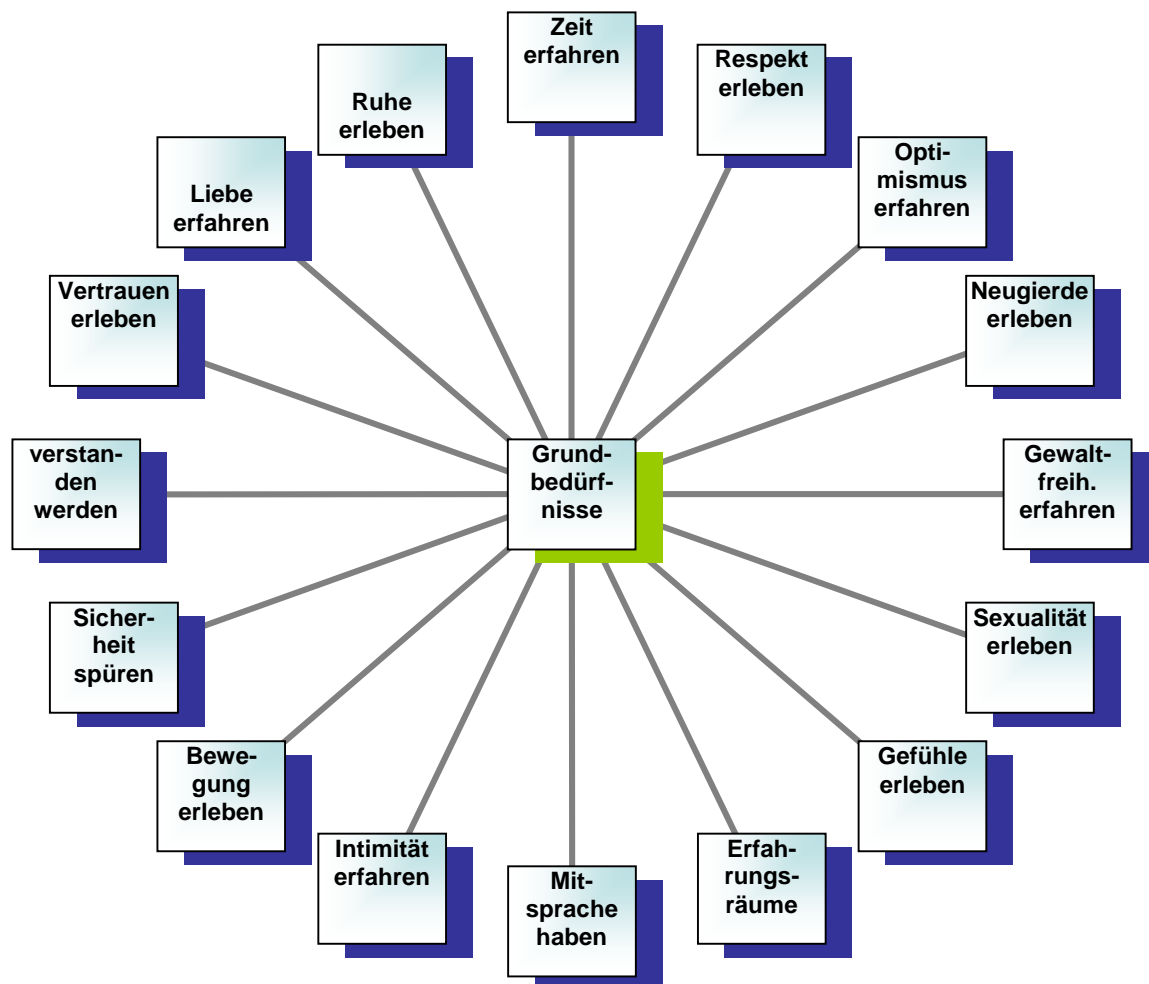 Zeit
erfahren
Respekt
erleben
Opti-
mismus
erfahren
Neugierde
erleben
Gewalt-
freih.
erfahren
Sexualität
erleben
Gefühle
erleben
Erfah-
rungs-
räume
Mit-
sprache
haben
Intimität
erfahren
Bewe-
gung
erleben
Sicher-
heit
spüren
verstan-
den
werden
Vertrauen
erleben
Liebe
erfahren
Ruhe
erleben
Grund-
bedürf-
nisse